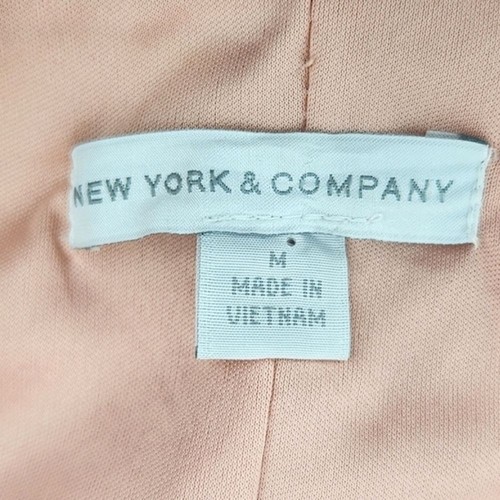 NEW YORK & COMPANY
M
MADE IN
VIETNAM